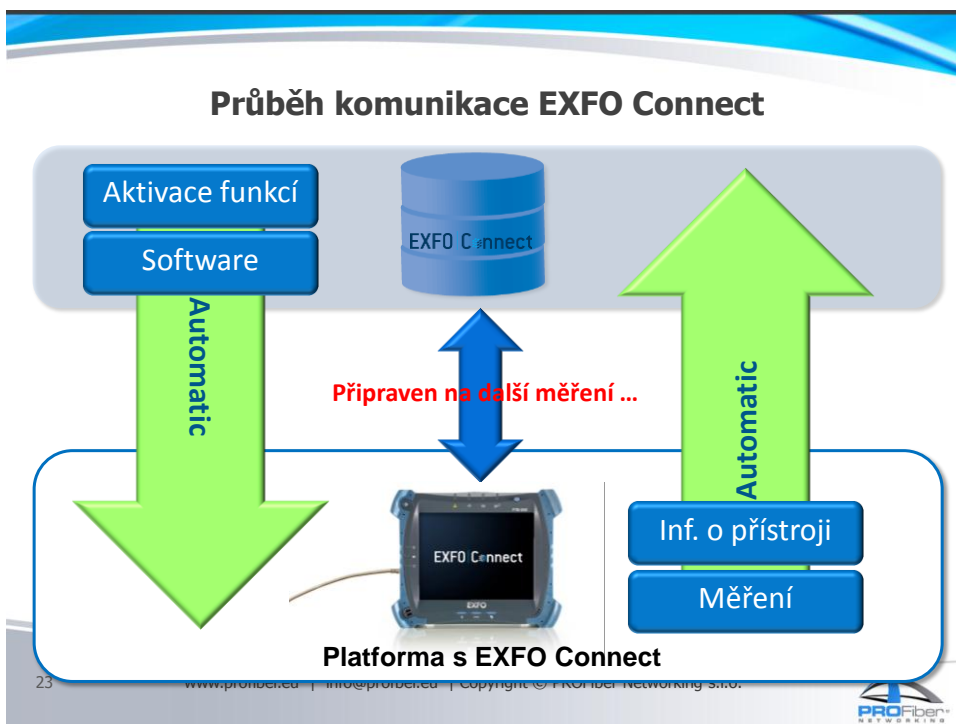 Průběh komunikace EXFO Connect
Aktivace funkcí
Software
Automatic
EXFO Connect
Připraven na další měření ...
Automatic
Inf. o přístroji
Měření
EXFO Connect
EXFO
Platforma s EXFO Connect
23
www.profiber.eu | info@profiber.eu | Copyright © PROFiber Networking s.r.o.
PROFiber
NETWORKING